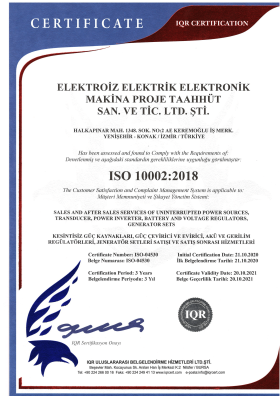 CERTIFICATE
IQR CERTIFICATION
ELEKTROİZ ELEKTRİK ELEKTRONİK
MAKİNA PROJE TAAHHÜT
SAN. VE TİC. LTD. ŞTİ.
HALKAPINAR MAH. 1348. SOK. NO:2 AE KEREMOĞLU İŞ MERK.
YENİŞEHİR - KONAK / İZMİR / TÜRKİYE
Has been assessed and found to Comply with the Requirements of:
Denetlenmiş ve aşağıdaki standardın gerekliliklerine uygunluğu görülmüştür:
ISO 10002:2018
The Customer Satisfaction and Complaint Management System is applicable to:
Müşteri Memnuniyeti ve Şikayet Yönetim Sistemi:
SALES AND AFTER SALES SERVICES OF UNINTERRUPTED POWER SOURCES,
TRANSDUCER, POWER INVERTER, BATTERY AND VOLTAGE REGULATORS,
GENERATOR SETS
KESİNTİSİZ GÜÇ KAYNAKLARI, GÜÇ ÇEVİRİCİ VE EVİRİCİ, AKÜ VE GERİLİM
REGÜLATÖRLERİ, JENERATÖR SETLERİ SATIŞI VE SATIŞ SONRASI HİZMETLERİ
Certificate Number: ISO-04530
Belge Numarası: ISO-04530
Initial Certification Date: 21.10.2020
İlk Belgelendirme Tarihi: 21.10.2020
Certification Period: 3 Years
Belgelendirme Periyodu: 3 Yıl
Certificate Validity Date: 20.10.2021
Belge Geçerlilik Tarihi: 20.10.2021
IQR
IQR Sertifikasyon Onayı
IQR ULUSLARARASI BELGELENDİRME HİZMETLERİ LTD.ŞTİ.